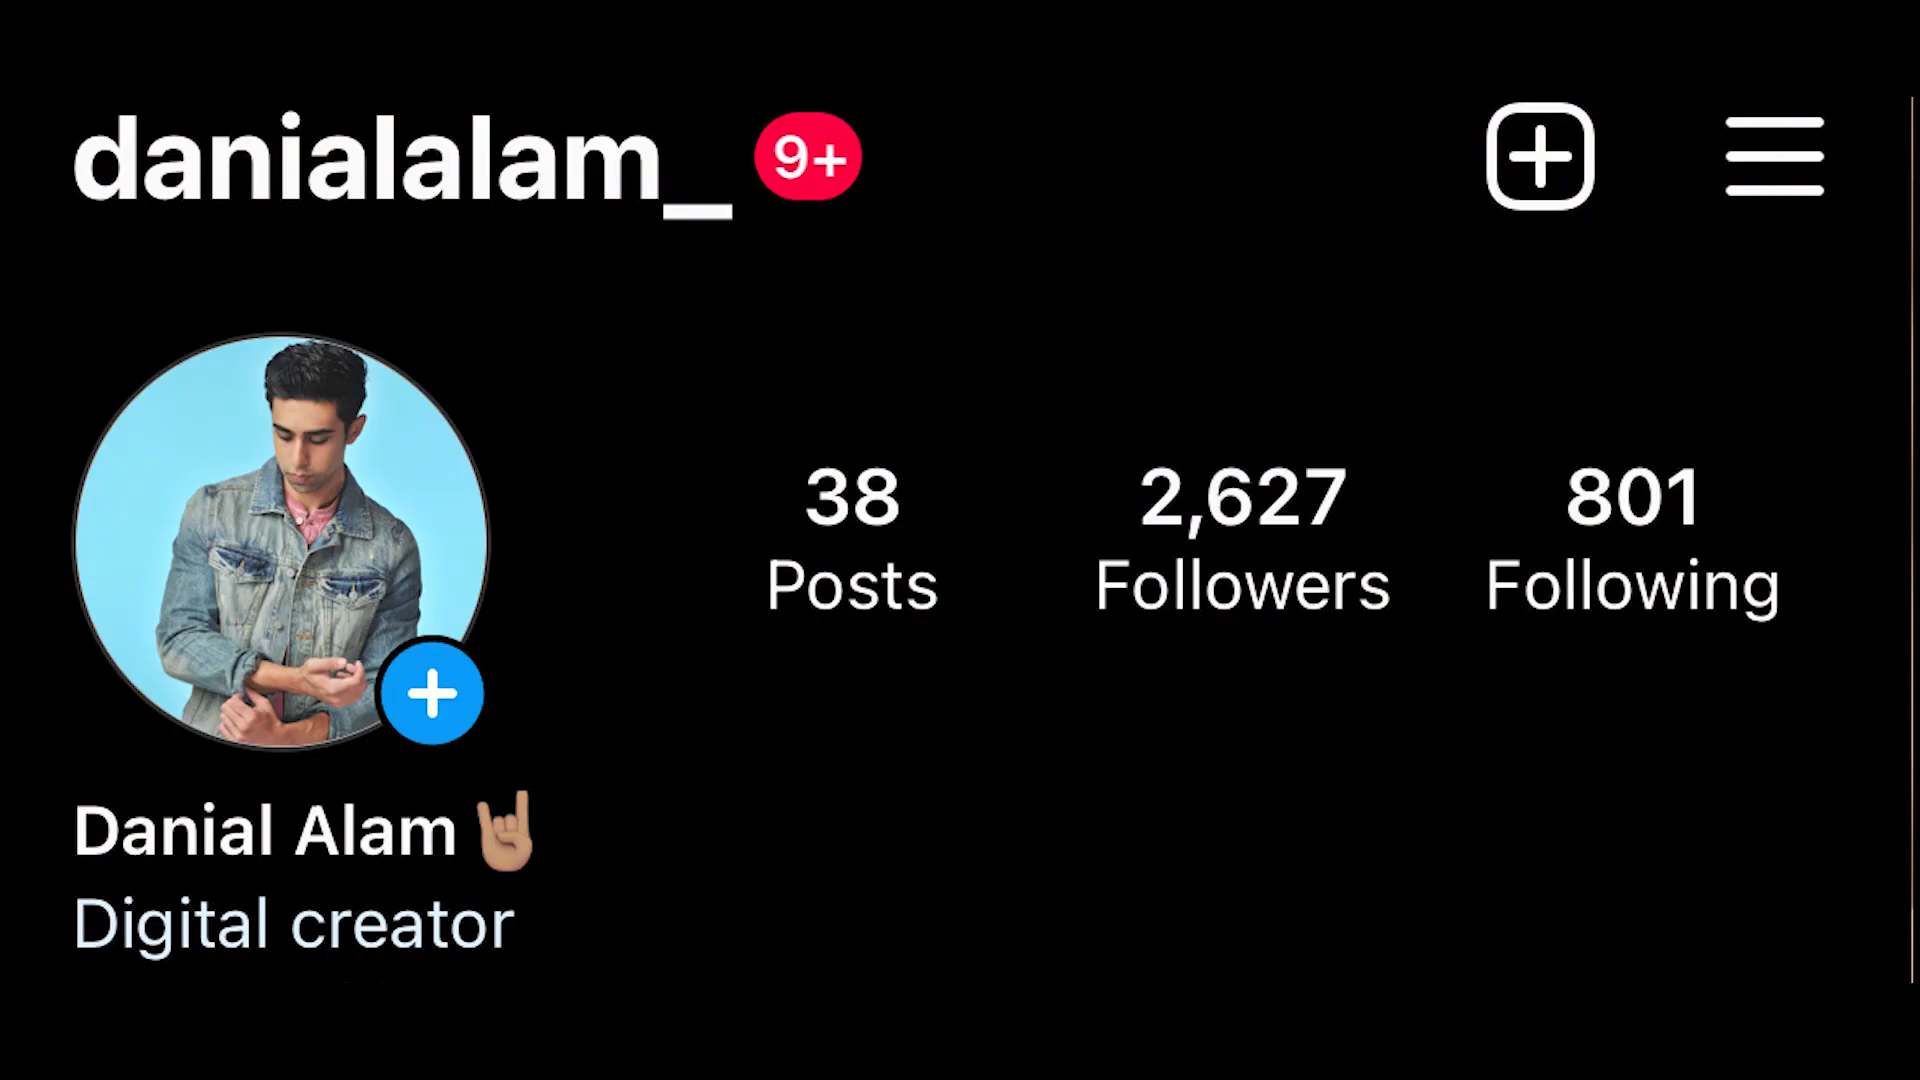 danialalam_ 9+
38 2,627 801
Posts Followers Following
Danial Alam🤘🏽
Digital creator